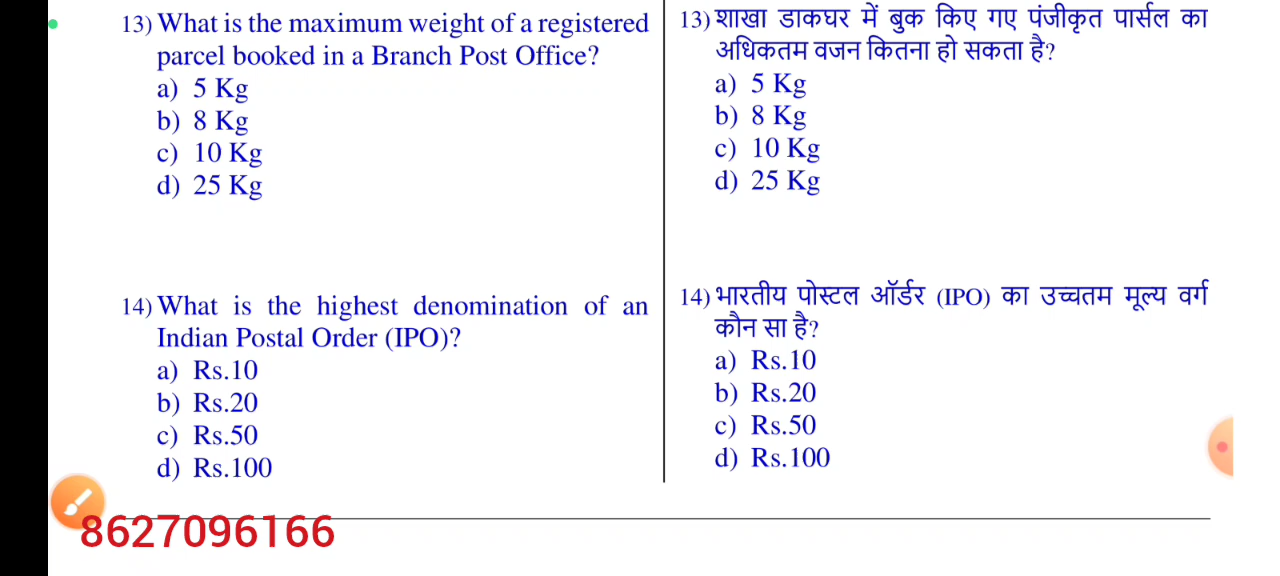 13) What is the maximum weight of a registered
parcel booked in a Branch Post Office?
a) 5 Kg
b) 8 Kg
c) 10 Kg
d) 25 Kg
14) What is the highest denomination of an
Indian Postal Order (IPO)?
a) Rs.10
b) Rs.20
c) Rs.50
d) Rs.100
13) शाखा डाकघर में बुक किए गए पंजीकृत पार्सल का
अधिकतम वजन कितना हो सकता है?
a) 5 Kg
b) 8 Kg
c) 10 Kg
d) 25 Kg
14) भारतीय पोस्टल ऑर्डर (IPO) का उच्चतम मूल्य वर्ग
कौन सा है?
a) Rs.10
b) Rs.20
c) Rs.50
d) Rs.100
8627096166